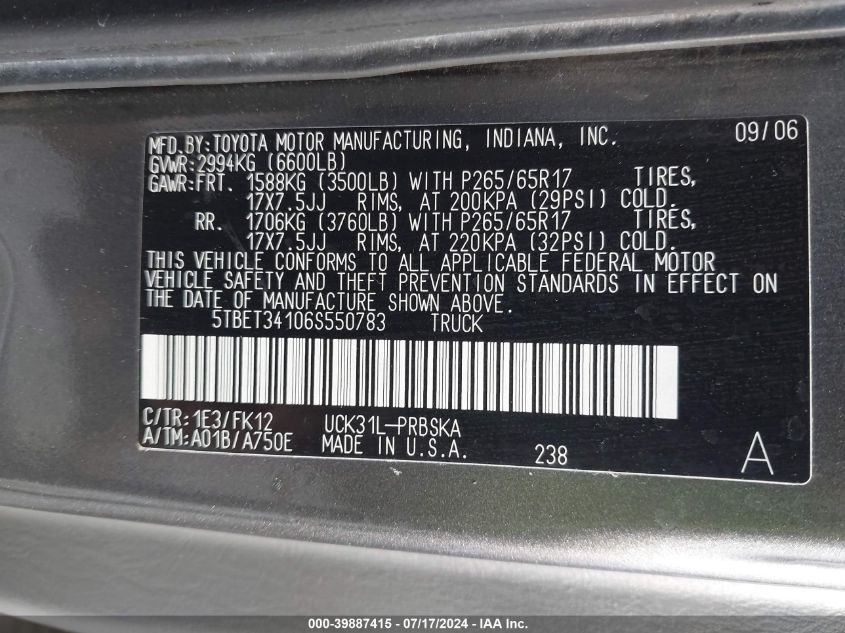 MFD.BY:TOYOTA MOTOR MANUFACTURING, INDIANA, INC. 09/06
GVWR:2994KG (6600LB)
GAWR:FRT. 1588KG (3500LB) WITH P265/65R17 TIRES,
17X7.5JJ RIMS, AT 200KPA (29PSI) COLD.
RR. 1706KG (3760LB) WITH P265/65R17 TIRES,
17X7.5JJ RIMS, AT 220KPA (32PSI) COLD.
THIS VEHICLE CONFORMS TO ALL APPLICABLE FEDERAL MOTOR
VEHICLE SAFETY AND THEFT PREVENTION STANDARDS IN EFFECT ON
THE DATE OF MANUFACTURE SHOWN ABOVE.
5TBET34106S550783 TRUCK
C/TR:1E3/FK12 UCK31L-PRBSKA
A/TM:A01B/A750E MADE IN U.S.A. 238 A
000-39887415 - 07/17/2024 - IAA Inc.